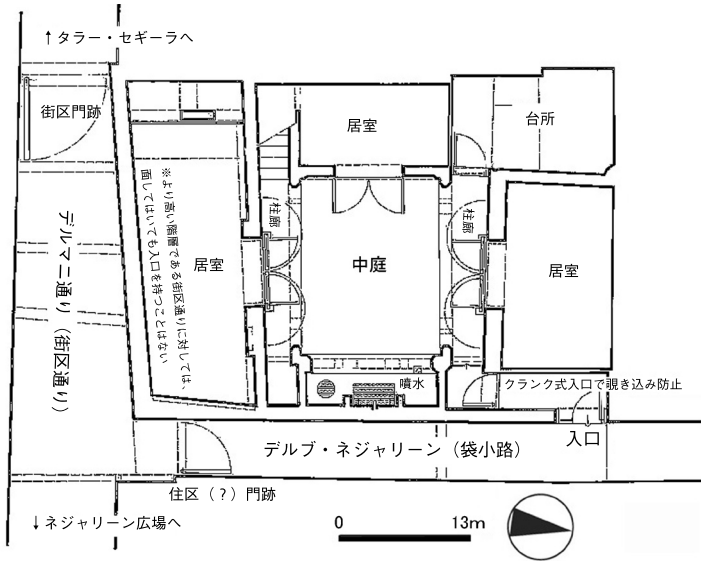 ↑タラー・セギーラへ
街区門跡
居室
台所
※より高い階層である街区通りに対しては、
面してはいても入口を持つことはない
柱廊
柱廊
デルマニ通り（街区通り）
居室
中庭
居室
噴水
クランク式入口で覗き込み防止
入口
デルブ・ネジャリーン（袋小路）
住区（？）門跡
↓ネジャリーン広場へ
0 13m